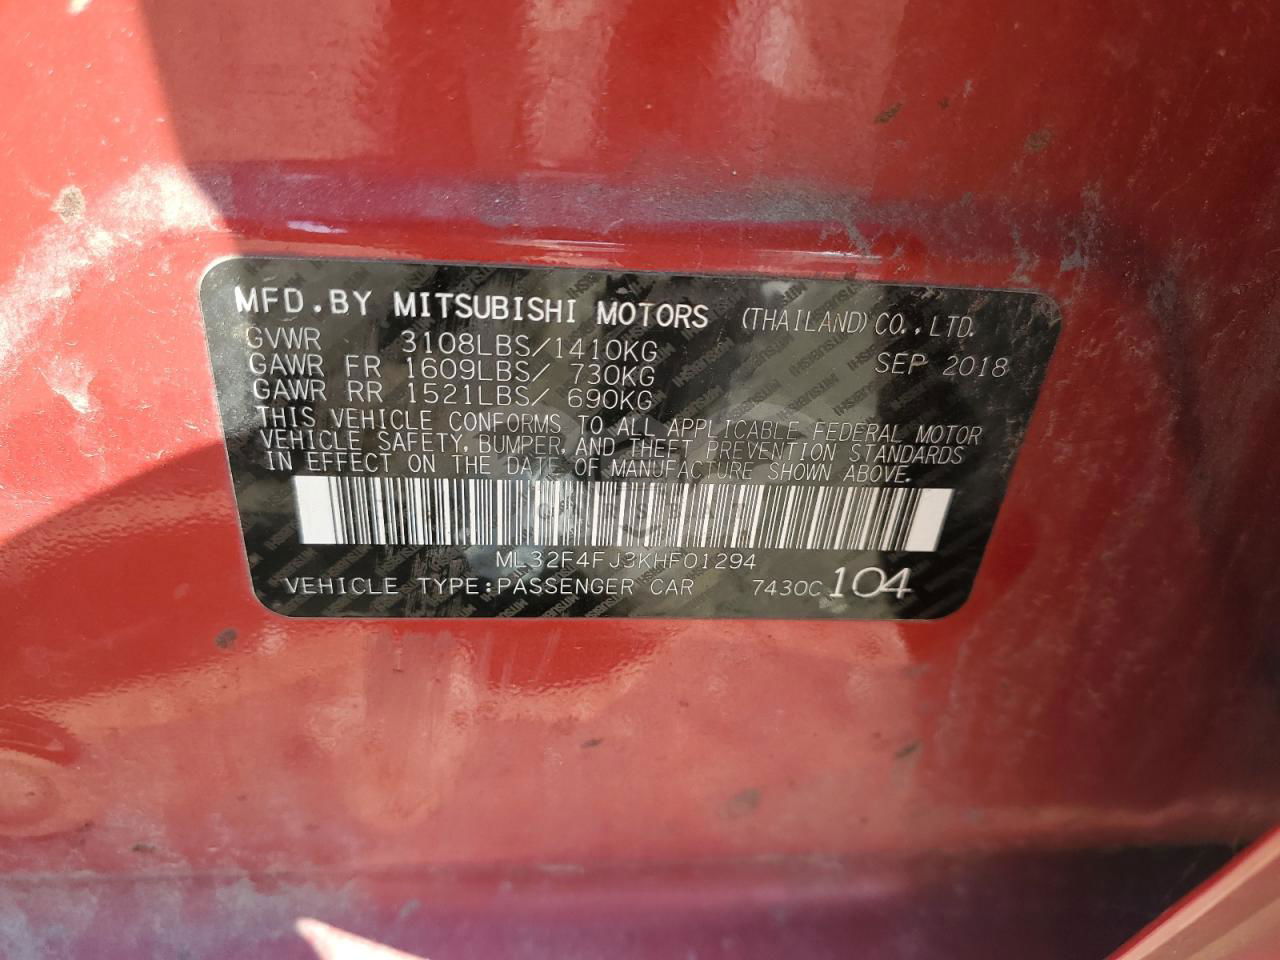 MFD.BY MITSUBISHI MOTORS (THAILAND) CO.,LTD.
GVWR 3108LBS/1410KG SEP 2018
GAWR FR 1609LBS/ 730KG
GAWR RR 1521LBS/ 690KG
THIS VEHICLE CONFORMS TO ALL APPLICABLE FEDERAL MOTOR
VEHICLE SAFETY, BUMPER, AND THEFT PREVENTION STANDARDS
IN EFFECT ON THE DATE OF MANUFACTURE SHOWN ABOVE.
ML32F4FJ3KHF01294
VEHICLE TYPE:PASSENGER CAR 7430C 104